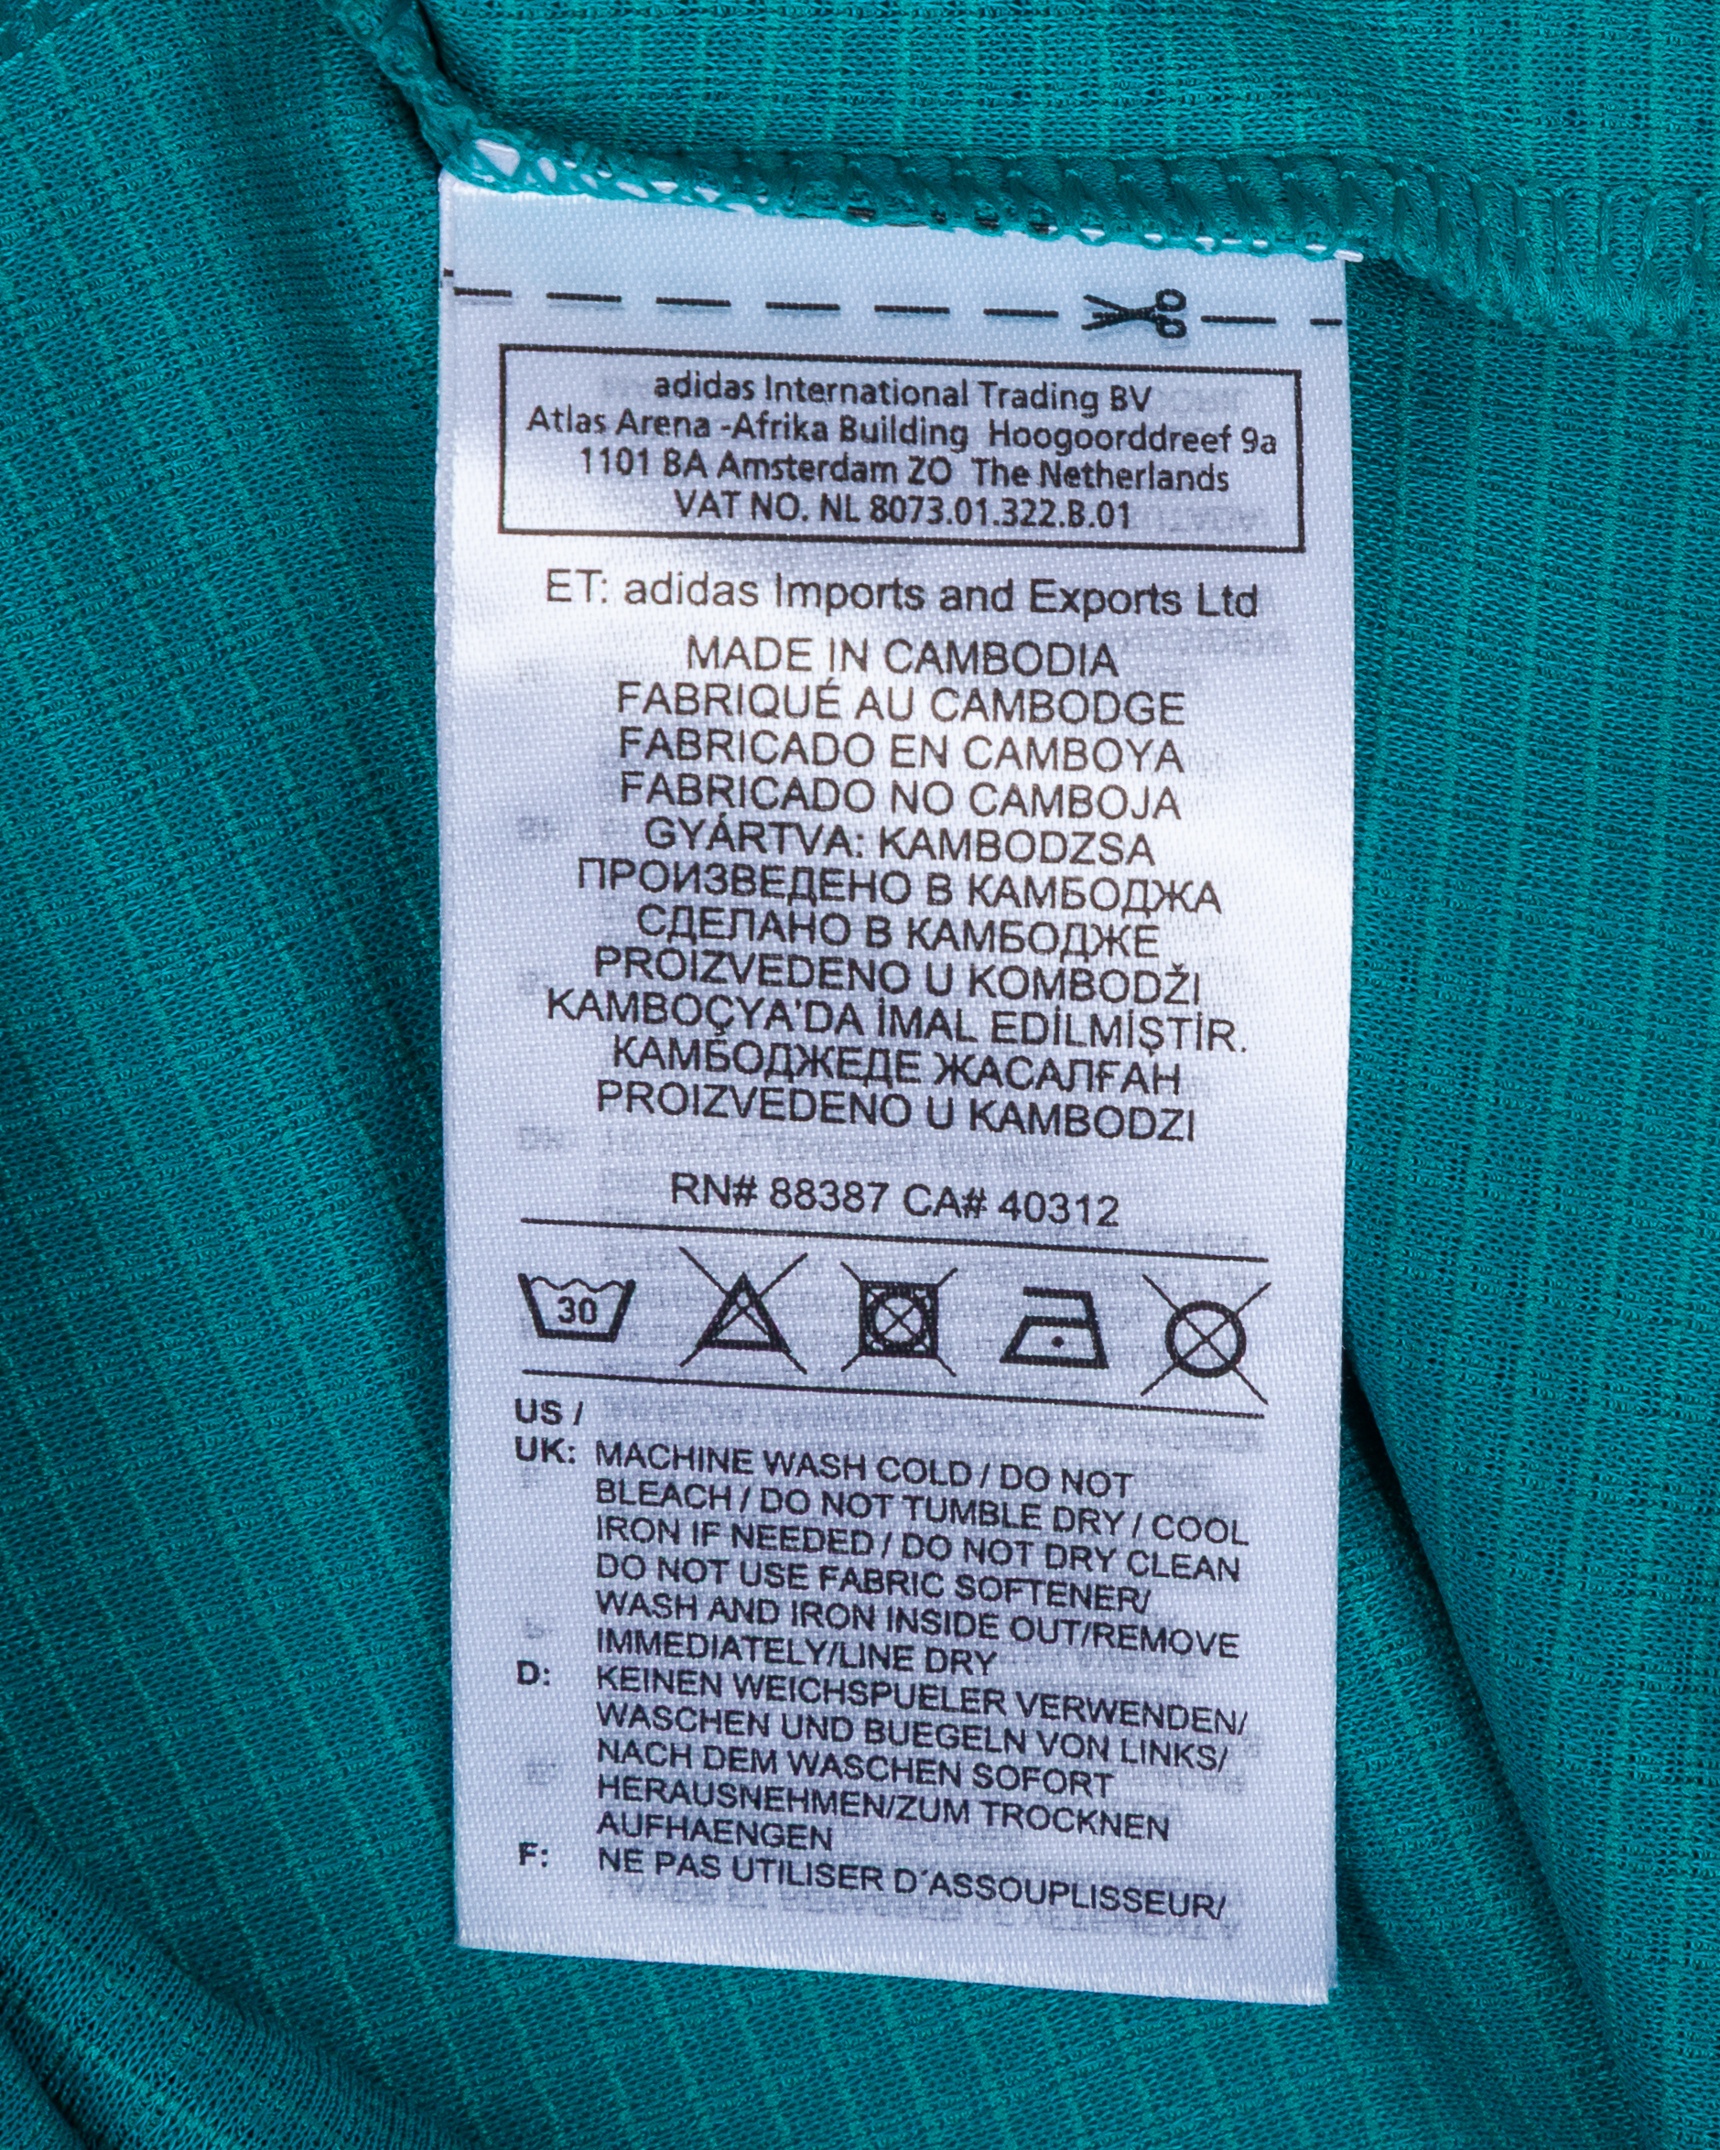 adidas International Trading BV
Atlas Arena -Afrika Building Hoogoorddreef 9a
1101 BA Amsterdam ZO The Netherlands
VAT NO. NL 8073.01.322.B.01
ET: adidas Imports and Exports Ltd
MADE IN CAMBODIA
FABRIQUÉ AU CAMBODGE
FABRICADO EN CAMBOYA
FABRICADO NO CAMBOJA
GYÁRTVA: KAMBODZSA
ПРОИЗВЕДЕНО В КАМБОДЖА
СДЕЛАНО В КАМБОДЖЕ
PROIZVEDENO U KOMBODŽI
KAMBOÇYA'DA İMAL EDİLMİŞTİR.
КАМБОДЖЕДЕ ЖАСАЛҒАН
PROIZVEDENO U KAMBODZI
RN# 88387 CA# 40312
30
US /
UK: MACHINE WASH COLD / DO NOT
BLEACH / DO NOT TUMBLE DRY / COOL
IRON IF NEEDED / DO NOT DRY CLEAN
DO NOT USE FABRIC SOFTENER/
WASH AND IRON INSIDE OUT/REMOVE
IMMEDIATELY/LINE DRY
D: KEINEN WEICHSPUELER VERWENDEN/
WASCHEN UND BUEGELN VON LINKS/
NACH DEM WASCHEN SOFORT
HERAUSNEHMEN/ZUM TROCKNEN
AUFHAENGEN
F: NE PAS UTILISER D´ASSOUPLISSEUR/